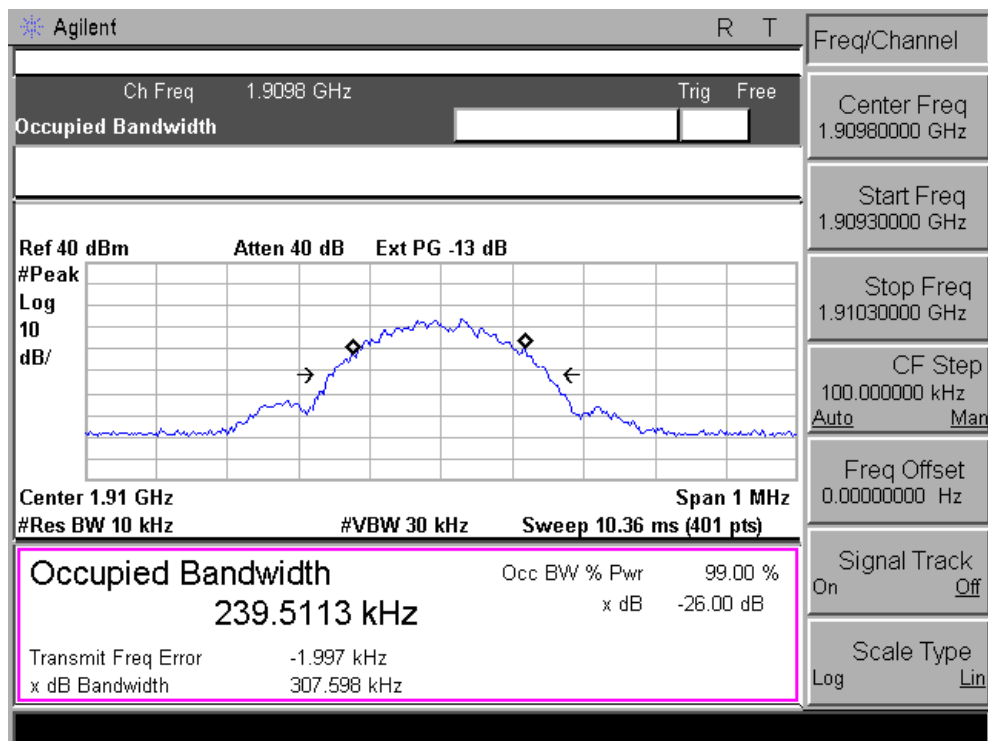 Agilent R T
Ch Freq 1.9098 GHz Trig Free
Occupied Bandwidth
Ref 40 dBm Atten 40 dB Ext PG -13 dB
#Peak
Log
10
dB/
Center 1.91 GHz Span 1 MHz
#Res BW 10 kHz #VBW 30 kHz Sweep 10.36 ms (401 pts)
Occupied Bandwidth
239.5113 kHz
Occ BW % Pwr 99.00 %
x dB -26.00 dB
Transmit Freq Error -1.997 kHz
x dB Bandwidth 307.598 kHz
Freq/Channel
Center Freq
1.90980000 GHz
Start Freq
1.90930000 GHz
Stop Freq
1.91030000 GHz
CF Step
100.000000 kHz
Auto Man
Freq Offset
0.00000000 Hz
Signal Track
On Off
Scale Type
Log Lin